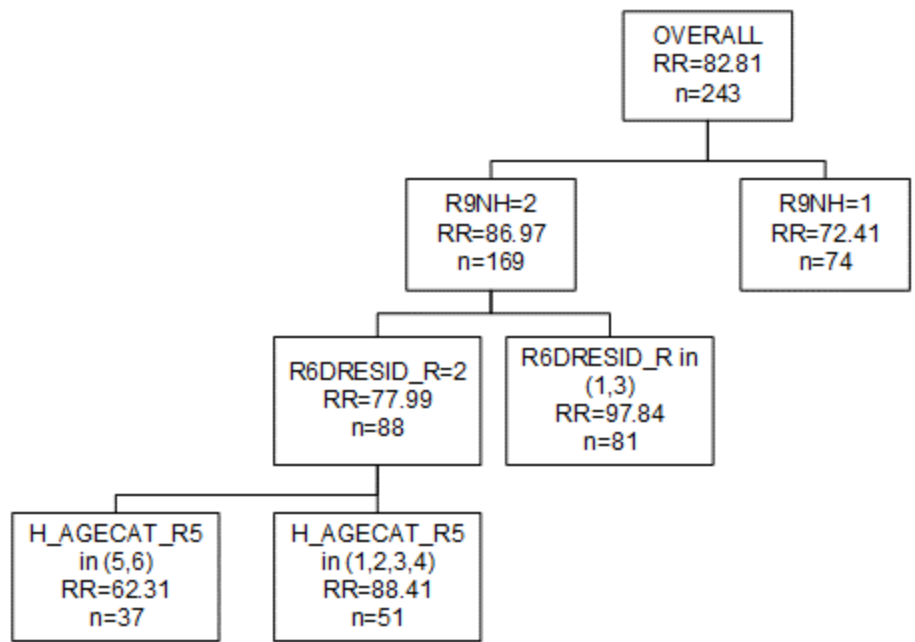 OVERALL
RR=82.81
n=243
R9NH=2
RR=86.97
n=169
R9NH=1
RR=72.41
n=74
R6DRESID_R=2
RR=77.99
n=88
R6DRESID_R in
(1,3)
RR=97.84
n=81
H_AGECAT_R5
in (5,6)
RR=62.31
n=37
H_AGECAT_R5
in (1,2,3,4)
RR=88.41
n=51